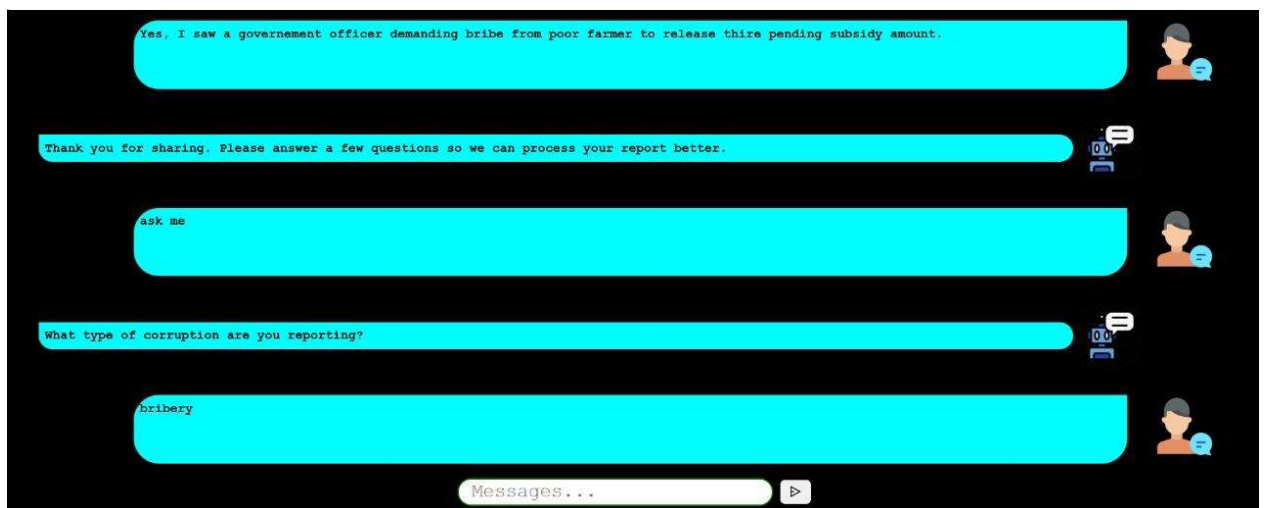 Yes, I saw a governement officer demanding bribe from poor farmer to release thire pending subsidy amount.
Thank you for sharing. Please answer a few questions so we can process your report better.
ask me
What type of corruption are you reporting?
bribery
Messages...